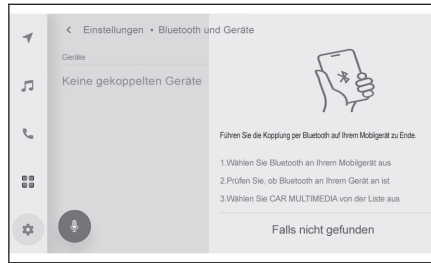 Einstellungen • Bluetooth und Geräte
Geräte
Keine gekoppelten Geräte
Führen Sie die Kopplung per Bluetooth auf Ihrem Mobilgerät zu Ende.
1.Wählen Sie Bluetooth an Ihrem Mobilgerät aus
2.Prüfen Sie, ob Bluetooth an Ihrem Gerät an ist
3.Wählen Sie CAR MULTIMEDIA von der Liste aus
Falls nicht gefunden